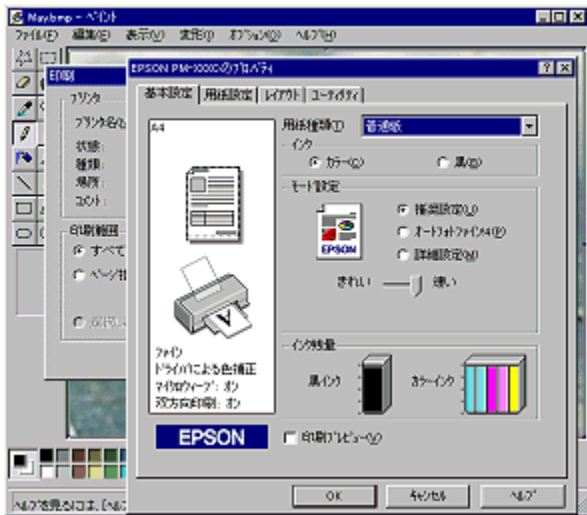 May.bmp - ペイント
ファイル(F) 編集(E) 表示(V) 変形(I) オプション(O) ヘルプ(H)
印刷
プリンタ
プリンタ名(N)
状態:
種類:
場所:
コメント:
印刷範囲
すべて
ページ指
EPSON PM-XXXCのプロパティ
基本設定 用紙設定 レイアウト ユーティリティ
A4
用紙種類(T) 普通紙
インク
カラー(C) 黒(B)
モード設定
推奨設定(U)
オートフォトファイン!4(P)
詳細設定(M)
EPSON
きれい 速い
ファイン
ドライバによる色補正
マイクロウィーブ: オン
双方向印刷: オン
インク残量
黒インク カラーインク
EPSON
印刷プレビュー(V)
OK キャンセル ヘルプ
ヘルプを見るには、[ヘルプ